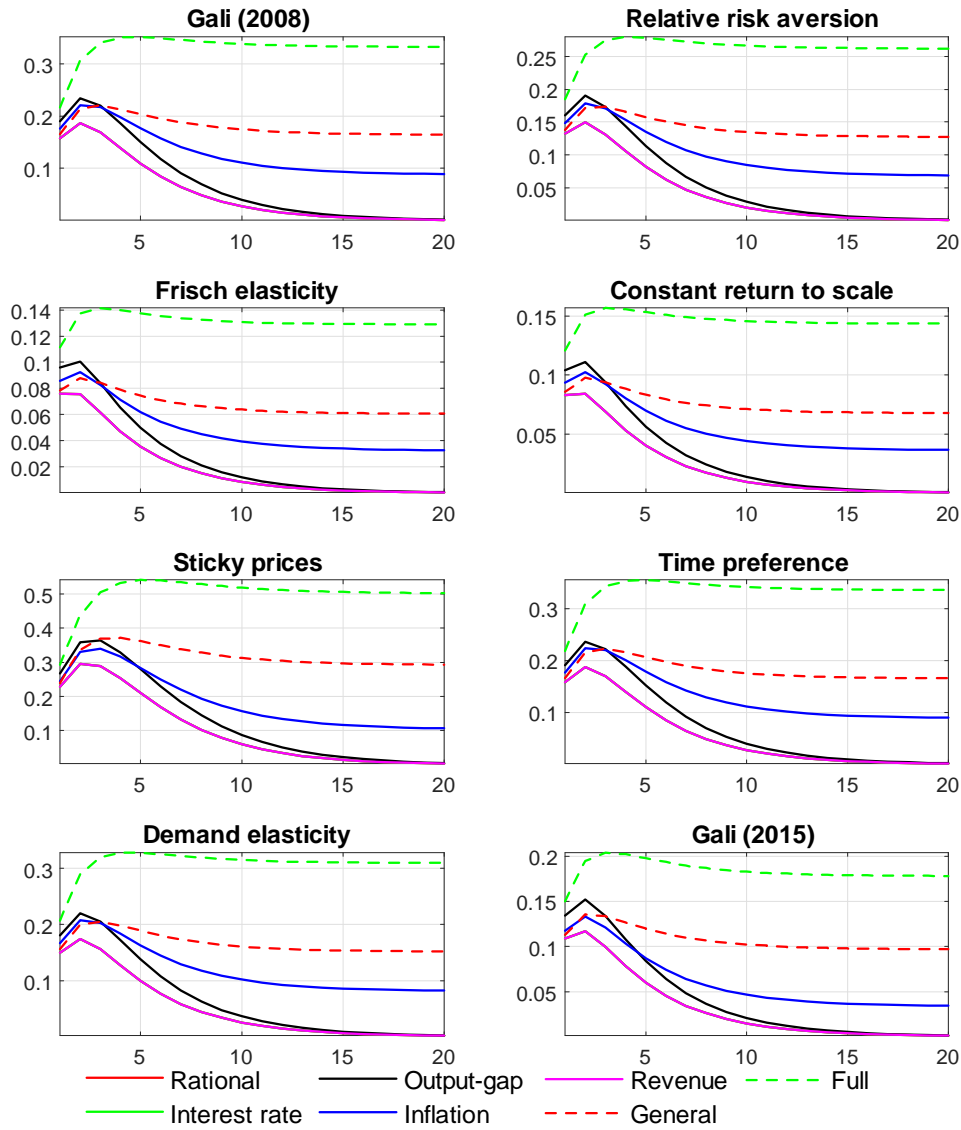 Gali (2008)
0.3
0.2
0.1
5 10 15 20
Relative risk aversion
0.25
0.2
0.15
0.1
0.05
5 10 15 20
Frisch elasticity
0.14
0.12
0.1
0.08
0.06
0.04
0.02
5 10 15 20
Constant return to scale
0.15
0.1
0.05
5 10 15 20
Sticky prices
0.5
0.4
0.3
0.2
0.1
5 10 15 20
Time preference
0.3
0.2
0.1
5 10 15 20
Demand elasticity
0.3
0.2
0.1
5 10 15 20
Gali (2015)
0.2
0.15
0.1
0.05
5 10 15 20
Rational Output-gap Revenue Full
Interest rate Inflation General